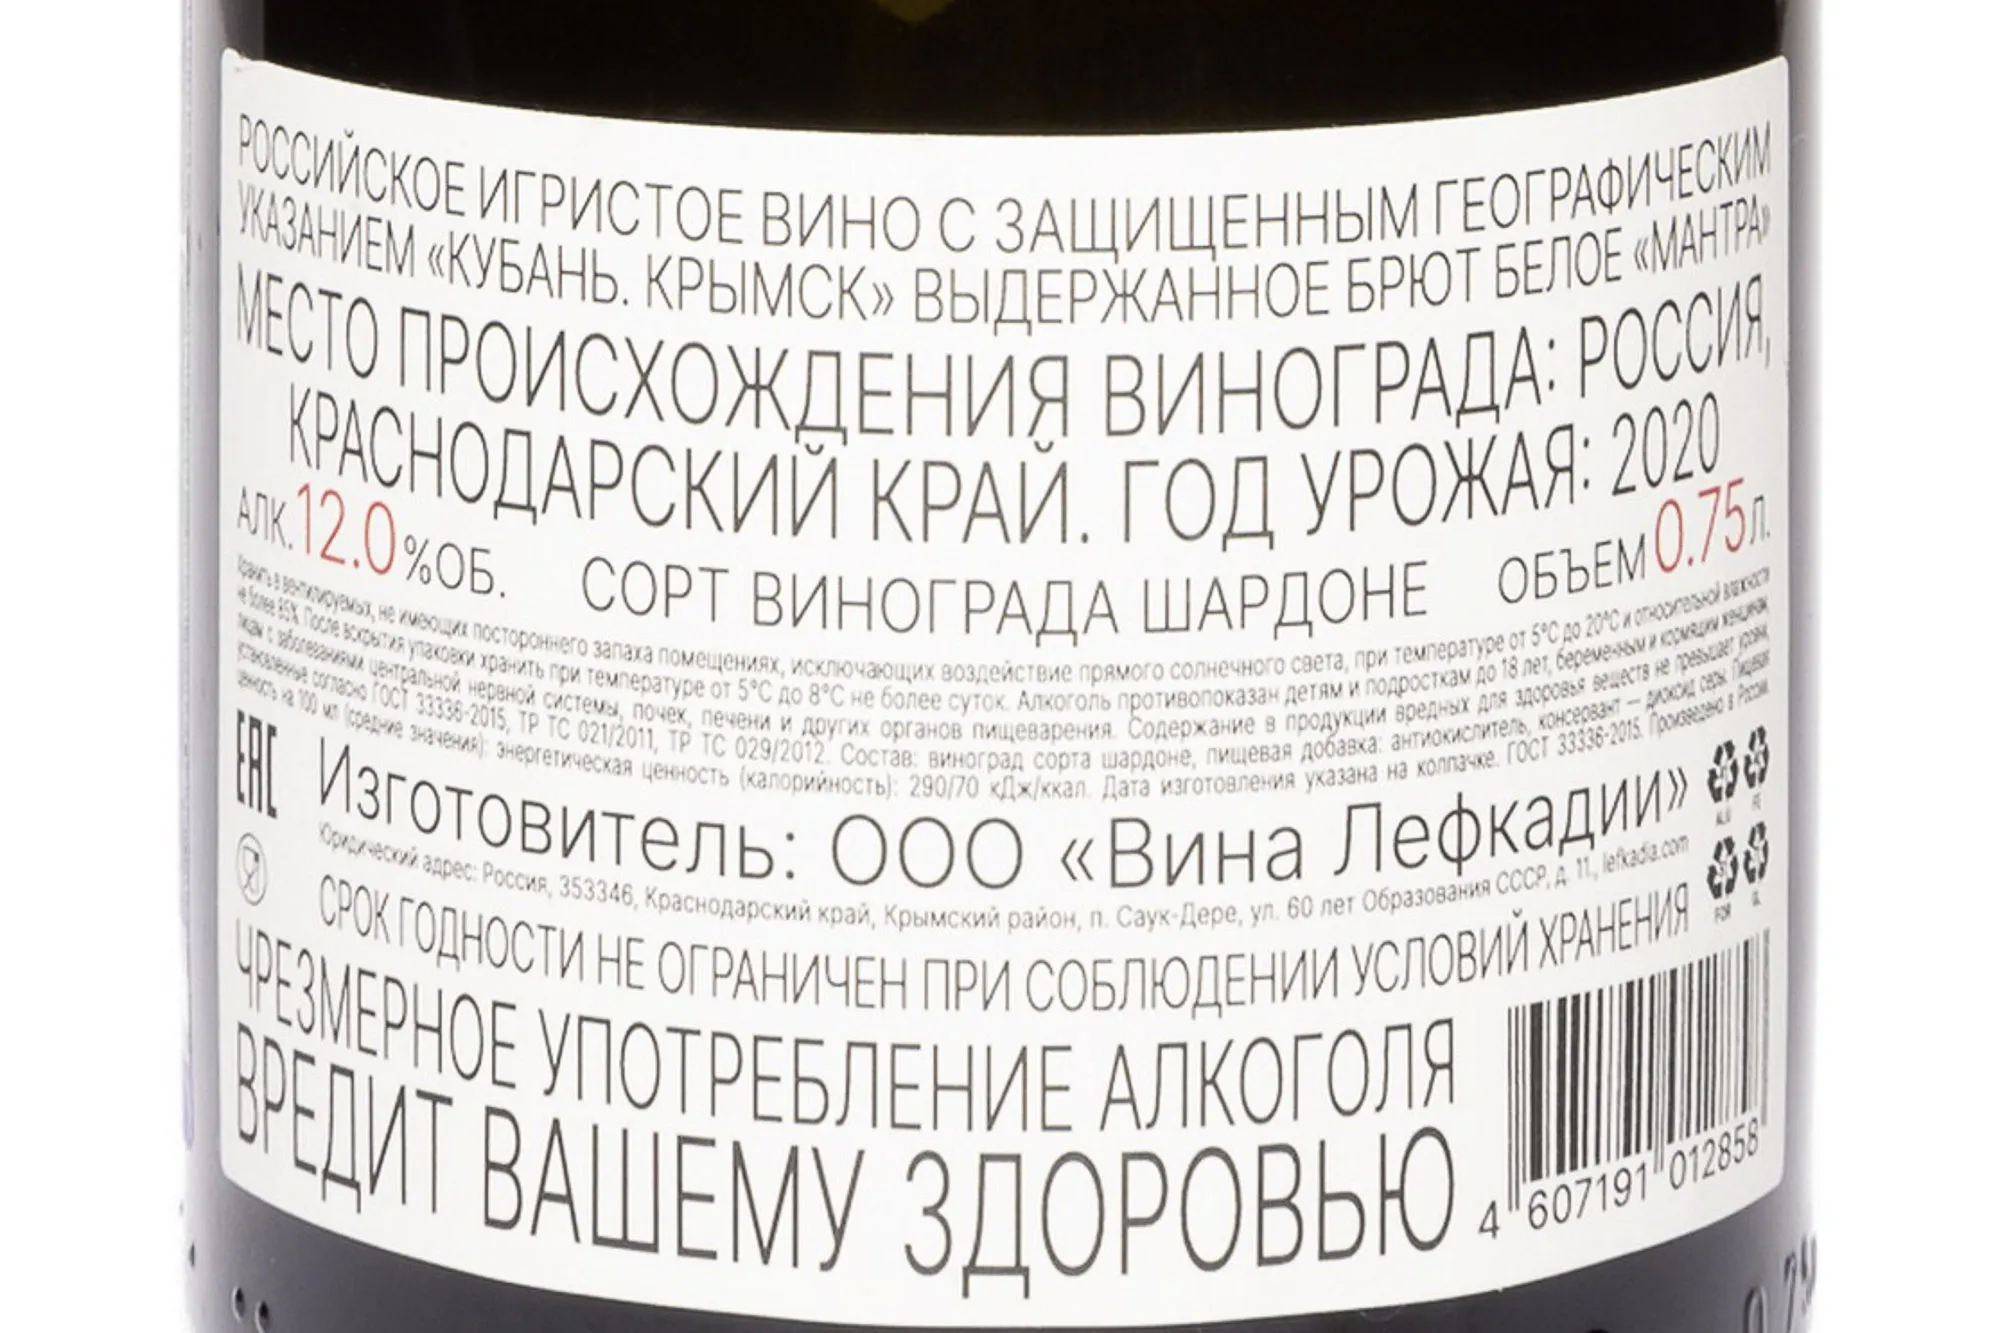 РОССИЙСКОЕ ИГРИСТОЕ ВИНО С ЗАЩИЩЕННЫМ ГЕОГРАФИЧЕСКИМ
УКАЗАНИЕМ «КУБАНЬ. КРЫМСК» ВЫДЕРЖАННОЕ БРЮТ БЕЛОЕ «МАНТРА»
МЕСТО ПРОИСХОЖДЕНИЯ ВИНОГРАДА: РОССИЯ,
КРАСНОДАРСКИЙ КРАЙ. ГОД УРОЖАЯ: 2020
АЛК. 12.0 %ОБ. СОРТ ВИНОГРАДА ШАРДОНЕ ОБЪЕМ 0.75 Л.
Хранить в вентилируемых, не имеющих постороннего запаха помещениях, исключающих воздействие прямого солнечного света, при температуре от 5°С до 20°С и относительной влажности
не более 85%. После вскрытия упаковки хранить при температуре от 5°С до 8°С не более суток. Алкоголь противопоказан детям и подросткам до 18 лет, беременным и кормящим женщинам,
лицам с заболеваниями центральной нервной системы, почек, печени и других органов пищеварения. Содержание в продукции вредных для здоровья веществ не превышает уровни,
установленные согласно ГОСТ 33336-2015, ТР ТС 021/2011, ТР ТС 029/2012. Состав: виноград сорта шардоне, пищевая добавка: антиокислитель, консервант — диоксид серы. Пищевая
ценность на 100 мл (средние значения): энергетическая ценность (калорийность): 290/70 кДж/ккал. Дата изготовления указана на колпачке. ГОСТ 33336-2015. Произведено в России.
EAC
Изготовитель: ООО «Вина Лефкадии»
Юридический адрес: Россия, 353346, Краснодарский край, Крымский район, п. Саук-Дере, ул. 60 лет Образования СССР, д. 11., lefkadia.com
ALU FE
FOR GL
СРОК ГОДНОСТИ НЕ ОГРАНИЧЕН ПРИ СОБЛЮДЕНИИ УСЛОВИЙ ХРАНЕНИЯ
ЧРЕЗМЕРНОЕ УПОТРЕБЛЕНИЕ АЛКОГОЛЯ
ВРЕДИТ ВАШЕМУ ЗДОРОВЬЮ
4 607191 012858